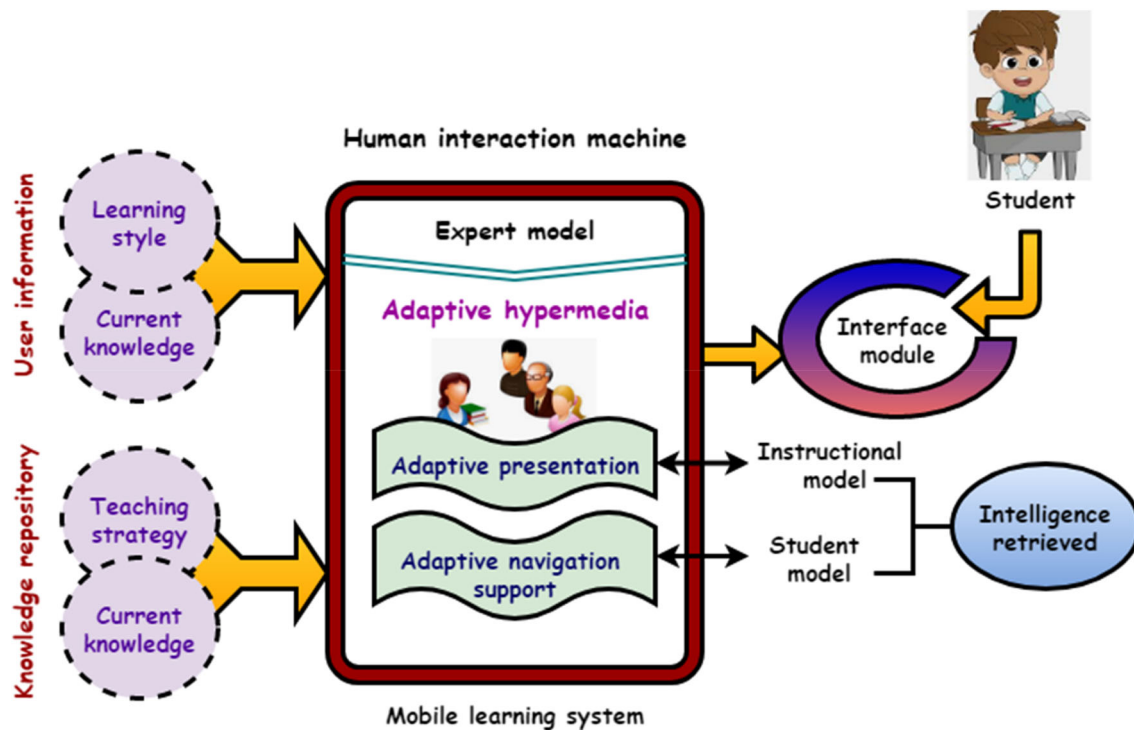 User information
Learning
style
Current
knowledge
Knowledge repository
Teaching
strategy
Current
knowledge
Human interaction machine
Expert model
Adaptive hypermedia
Adaptive presentation
Adaptive navigation
support
Mobile learning system
Student
Interface
module
Instructional
model
Student
model
Intelligence
retrieved